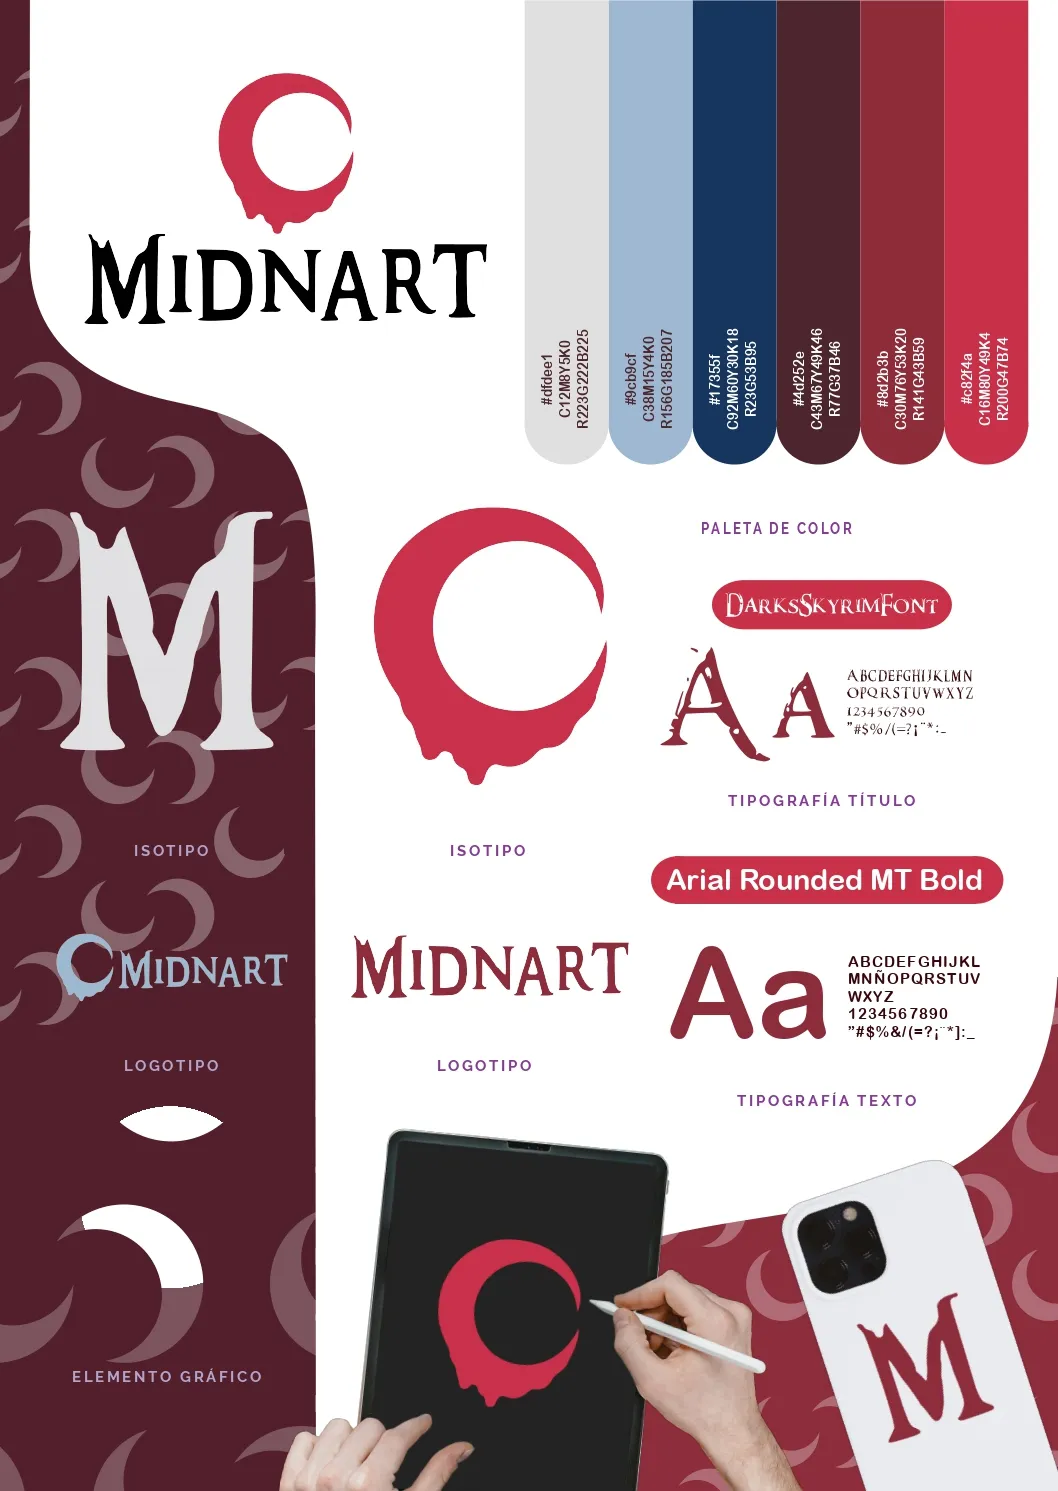 MIDNART
#dfdee1
C12M8Y5K0
R223G222B225
#9cb9cf
C38M15Y4K0
R156G185B207
#17355f
C92M60Y30K18
R23G53B95
#4d252e
C43M67Y49K46
R77G37B46
#8d2b3b
C30M76Y53K20
R141G43B59
#c82f4a
C16M80Y49K4
R200G47B74
PALETA DE COLOR
DARKSSKYRIMFONT
A A
ABCDEFGHIJKLMN
OPQRSTUVWXYZ
1234567890
"#$%/(=?¡¨*:_
TIPOGRAFÍA TÍTULO
M
ISOTIPO
ISOTIPO
Arial Rounded MT Bold
Aa
ABCDEFGHIJKL
MNÑOPQRSTUV
WXYZ
1234567890
"#$%&/(=?¡¨*]:_
TIPOGRAFÍA TEXTO
MIDNART
LOGOTIPO
MIDNART
LOGOTIPO
ELEMENTO GRÁFICO
M